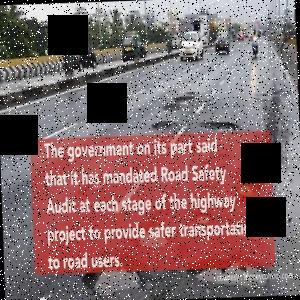 The government on its part said
that it has mandated Road Safety
Audit at each stage of the highway
project to provide safer
to road users.